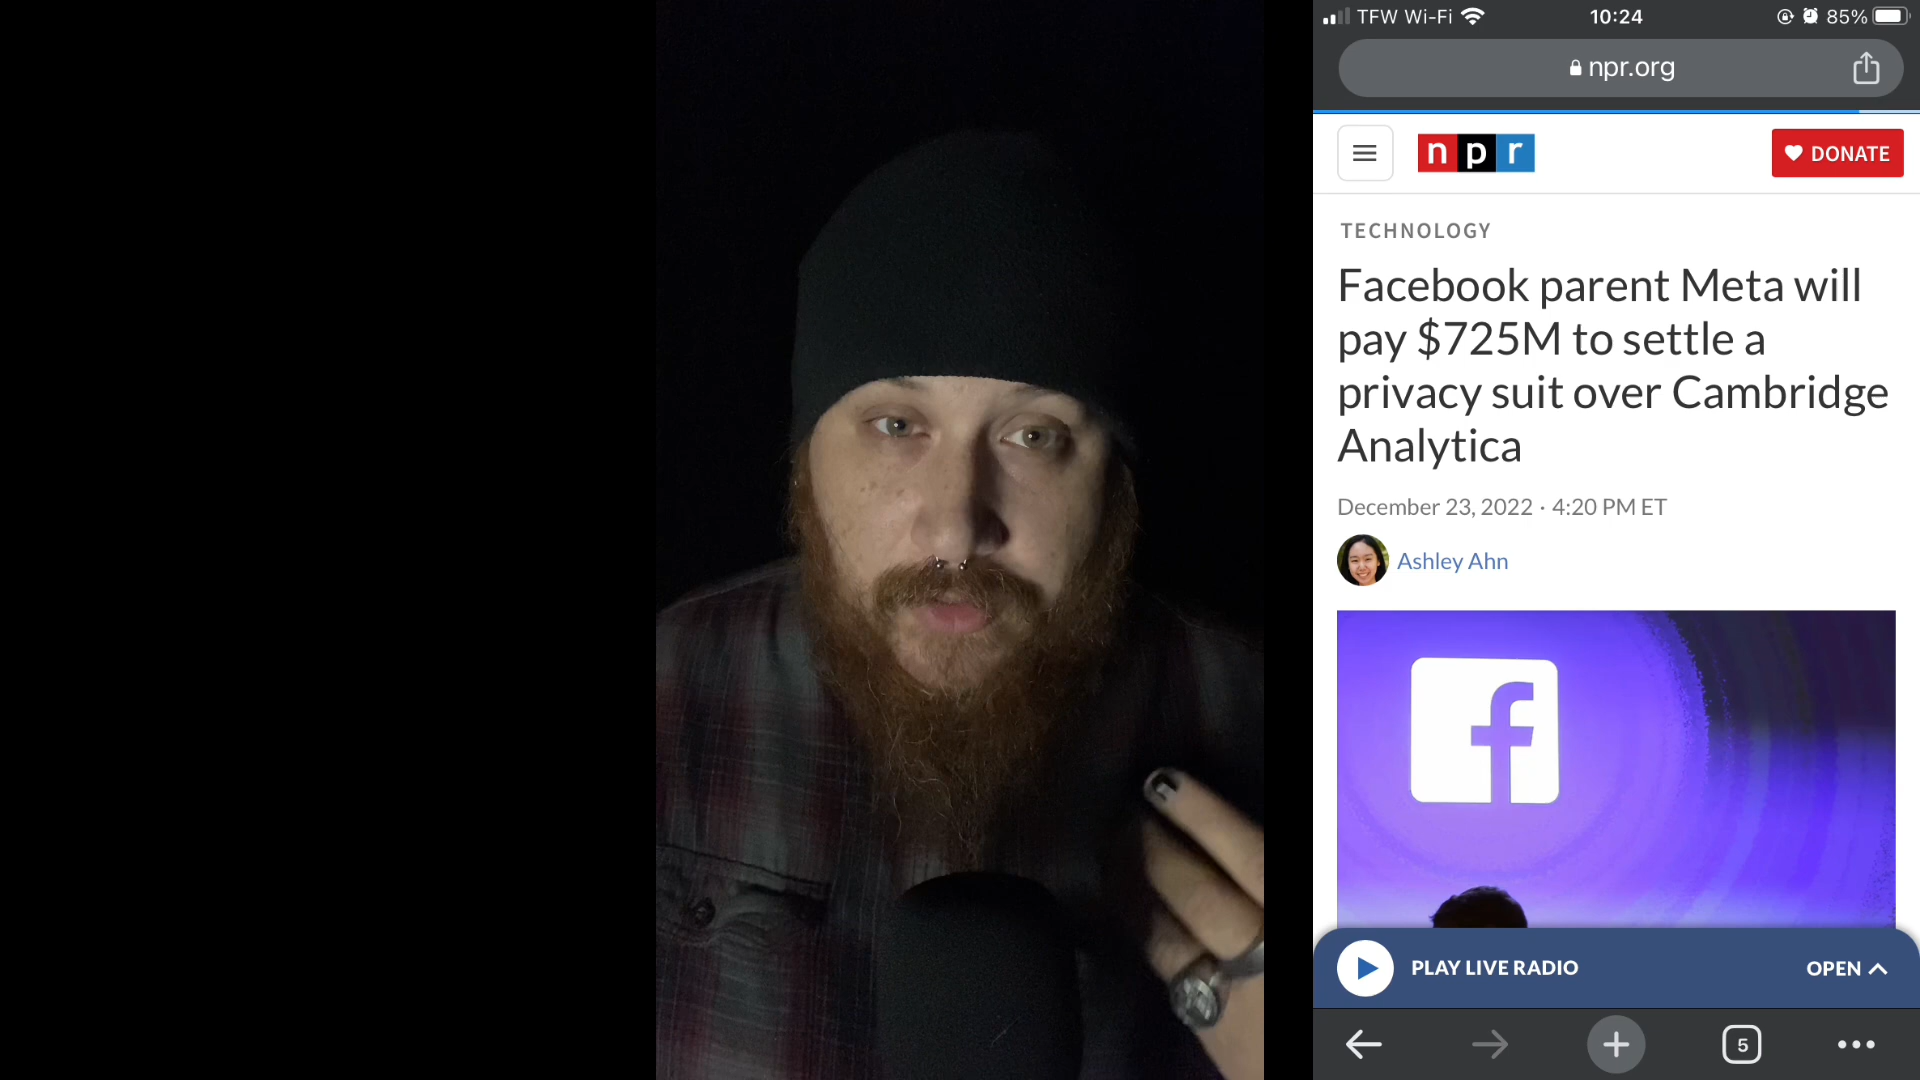 TFW Wi-Fi 10:24 85%
npr.org
npr DONATE
TECHNOLOGY
Facebook parent Meta will
pay $725M to settle a
privacy suit over Cambridge
Analytica
December 23, 2022 · 4:20 PM ET
Ashley Ahn
f
PLAY LIVE RADIO OPEN
5